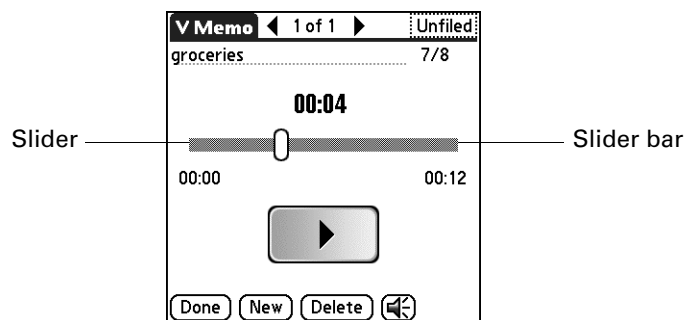 V Memo 1 of 1 Unfiled
groceries 7/8
00:04
Slider Slider bar
00:00 00:12
Done New Delete